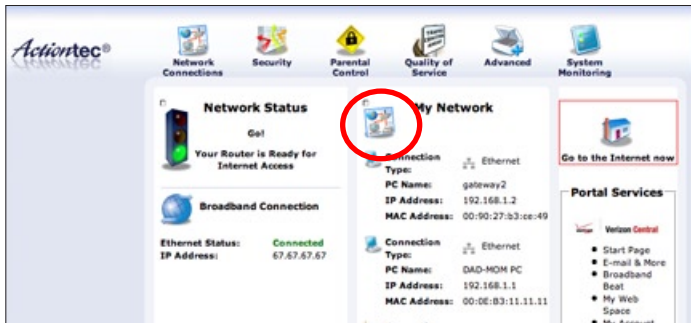 Actiontec®
Network Connections
Security
Parental Control
Quality of Service
Advanced
System Monitoring
Network Status
Go!
Your Router is Ready for
Internet Access
Broadband Connection
Ethernet Status: Connected
IP Address: 67.67.67.67
My Network
Connection Type: Ethernet
PC Name: gateway2
IP Address: 192.168.1.2
MAC Address: 00:90:27:b3:ce:49
Connection Type: Ethernet
PC Name: DAD-MOM PC
IP Address: 192.168.1.1
MAC Address: 00:0E:B3:11:11:11
Go to the Internet now
Portal Services
Verizon Central
Start Page
E-mail & More
Broadband
Beat
My Web
Space
My Account